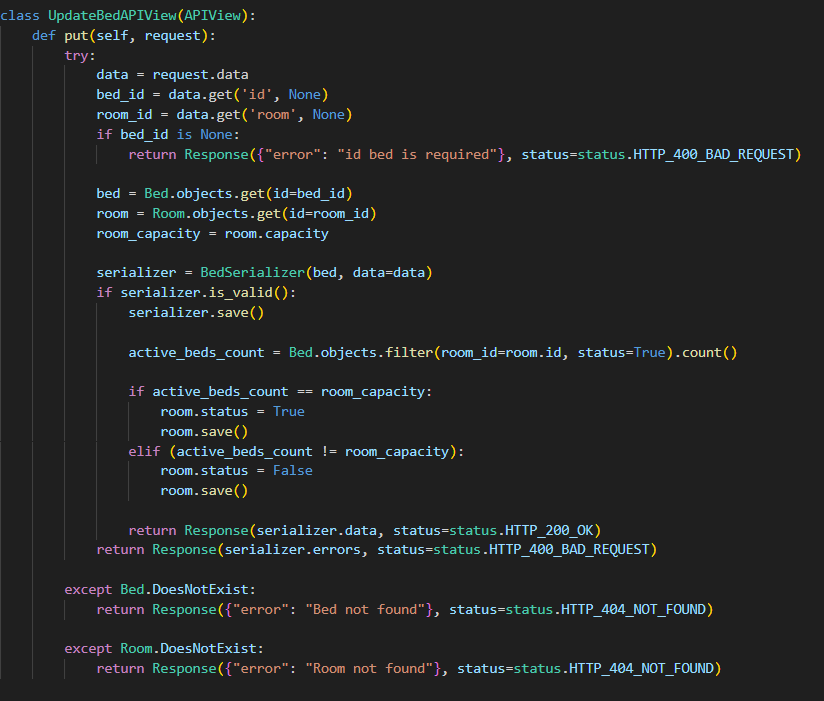 class UpdateBedAPIView(APIView):
    def put(self, request):
        try:
            data = request.data
            bed_id = data.get('id', None)
            room_id = data.get('room', None)
            if bed_id is None:
                return Response({"error": "id bed is required"}, status=status.HTTP_400_BAD_REQUEST)

            bed = Bed.objects.get(id=bed_id)
            room = Room.objects.get(id=room_id)
            room_capacity = room.capacity

            serializer = BedSerializer(bed, data=data)
            if serializer.is_valid():
                serializer.save()

                active_beds_count = Bed.objects.filter(room_id=room.id, status=True).count()

                if active_beds_count == room_capacity:
                    room.status = True
                    room.save()
                elif (active_beds_count != room_capacity):
                    room.status = False
                    room.save()

                return Response(serializer.data, status=status.HTTP_200_OK)
            return Response(serializer.errors, status=status.HTTP_400_BAD_REQUEST)

        except Bed.DoesNotExist:
            return Response({"error": "Bed not found"}, status=status.HTTP_404_NOT_FOUND)

        except Room.DoesNotExist:
            return Response({"error": "Room not found"}, status=status.HTTP_404_NOT_FOUND)